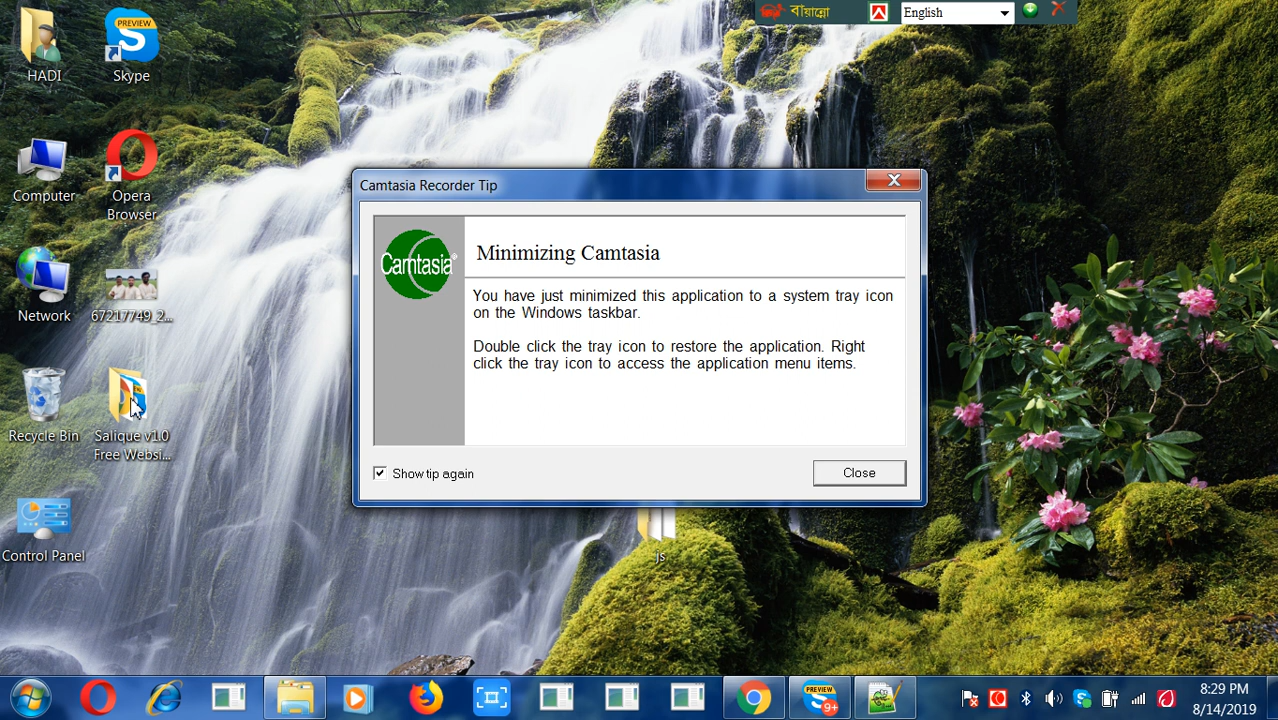 বায়ান্নো
English
HADI
PREVIEW
Skype
Computer
Opera
Browser
Network
67217749_2...
Recycle Bin
Salique v1.0
Free Websi...
Control Panel
js
Camtasia Recorder Tip
Camtasia®
Minimizing Camtasia
You have just minimized this application to a system tray icon
on the Windows taskbar.
Double click the tray icon to restore the application. Right
click the tray icon to access the application menu items.
Show tip again
Close
PREVIEW
9+
8:29 PM
8/14/2019